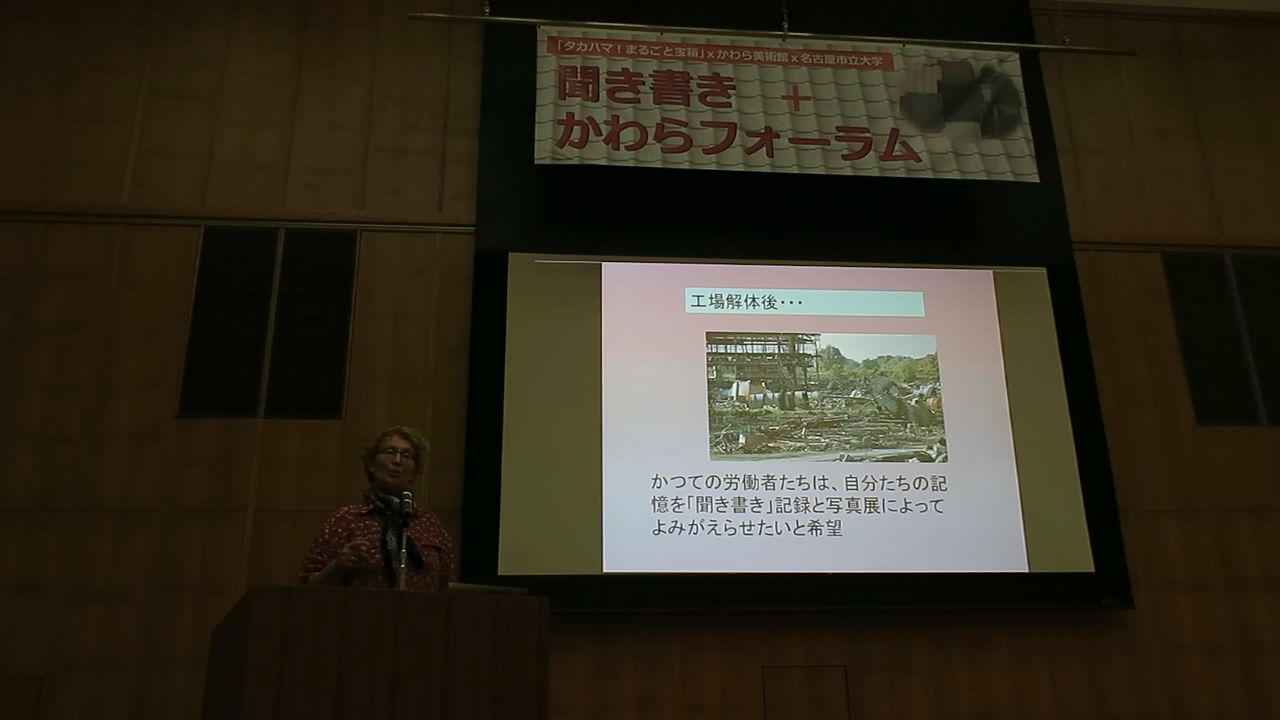 「タカハマ！まるごと宝箱」×かわら美術館×名古屋市立大学
聞き書き ＋
かわらフォーラム
工場解体後・・・
かつての労働者たちは、自分たちの記
憶を「聞き書き」記録と写真展によって
よみがえらせたいと希望